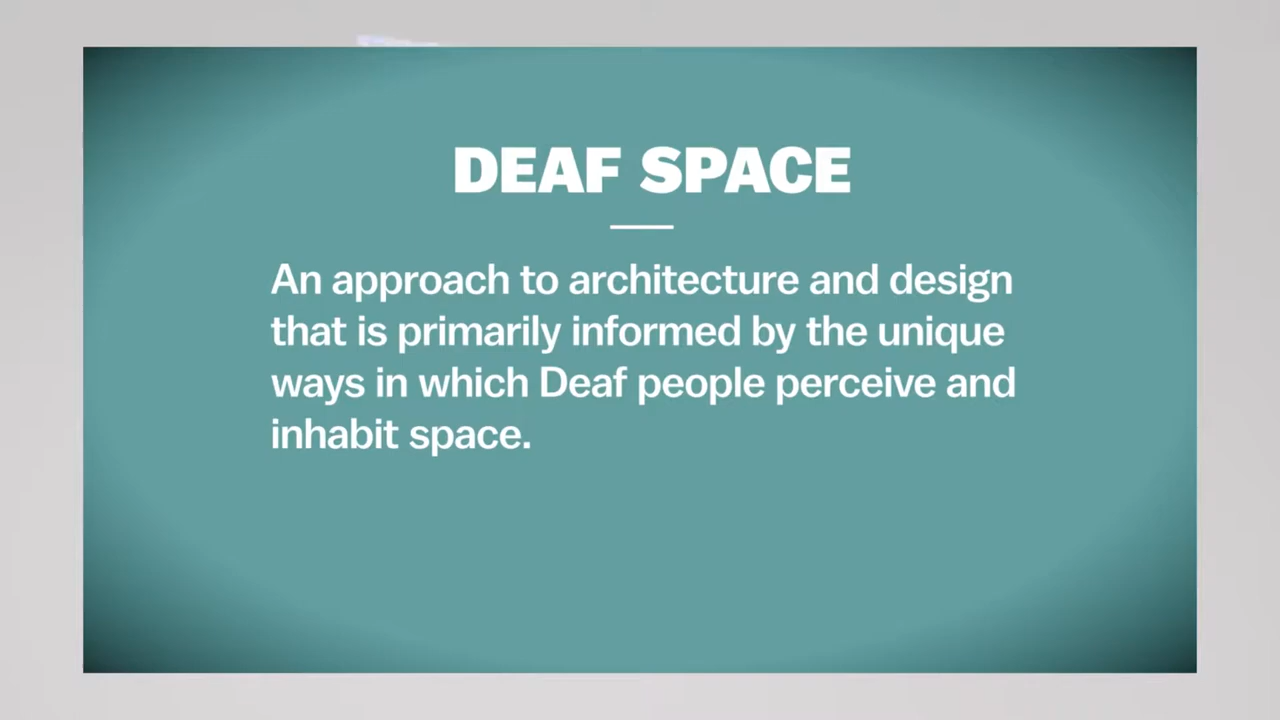 DEAF SPACE
An approach to architecture and design
that is primarily informed by the unique
ways in which Deaf people perceive and
inhabit space.